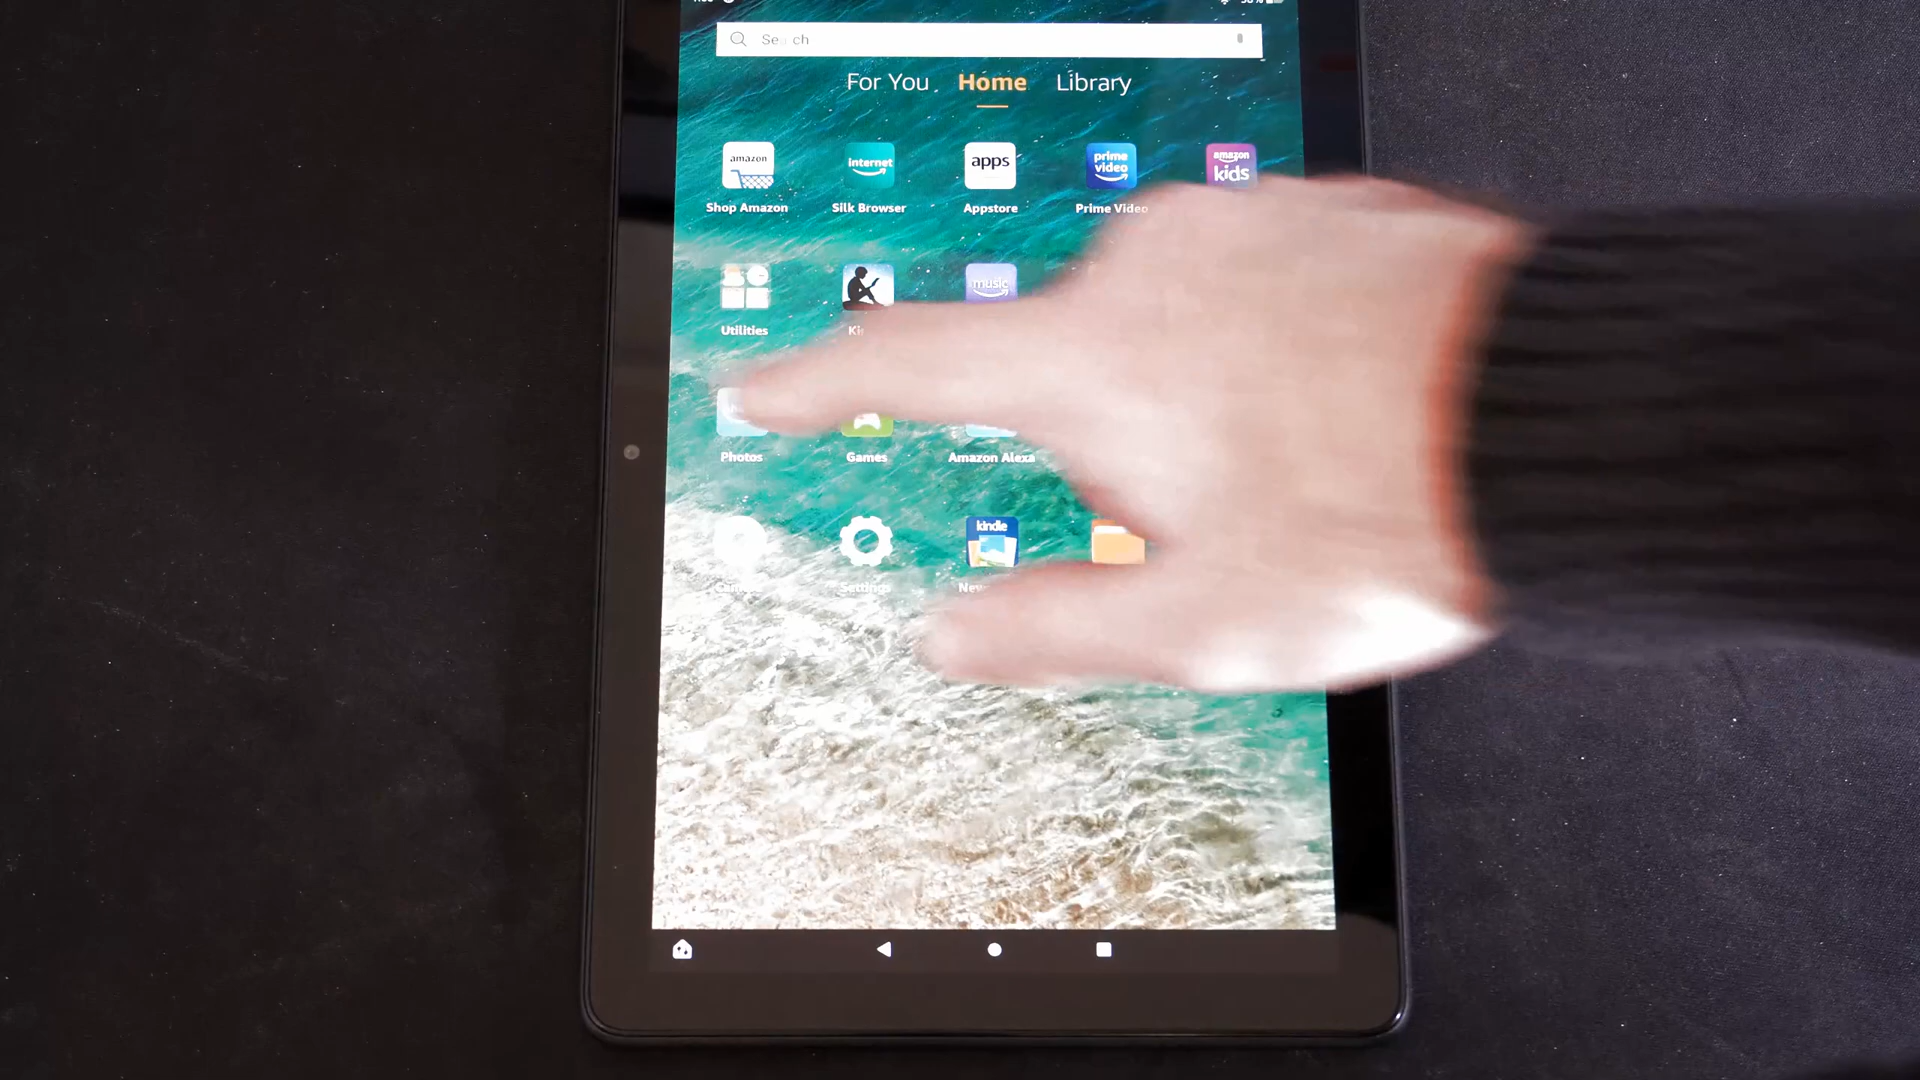 Search
For You Home Library
amazon internet apps prime video amazon kids
Shop Amazon Silk Browser Appstore Prime Video
music
Utilities Ki
Photos Games Amazon Alexa
kindle
Settings New